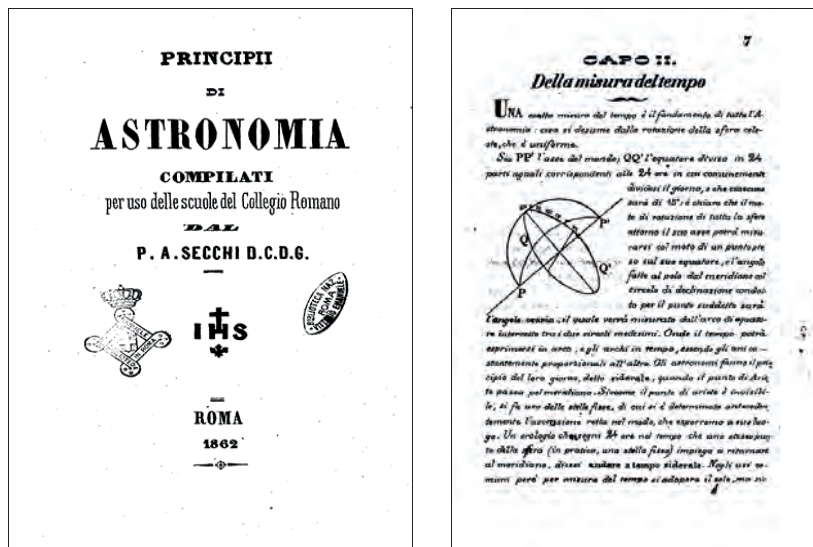 PRINCIPII
DI
ASTRONOMIA
COMPILATI
per uso delle scuole del Collegio Romano
DAL
P. A. SECCHI D.C.D.G.
BIBLIOTECA NAZ.
ROMA
VITTORIO EMANUELE
IHS
ROMA
1862
7
CAPO II.
Della misura del tempo
UNA esatta misura del tempo è il fondamento di tutta l'A-
stronomia: essa si desume dalla rotazione della sfera cele-
ste, che è uniforme.
Sia PP' l'asse del mondo; QQ' l'equatore diviso in 24
parti eguali corrispondenti alle 24 ore in cui comunemente
dividesi il giorno, e che ciascuna
sarà di 15°: è chiaro che il mo-
to di rotazione di tutta la sfera
attorno il suo asse potrà misu-
rarsi col moto di un punto pre-
so sul suo equatore, e l'angolo
fatto al polo dal meridiano col
circolo di declinazione condot-
to per il punto suddetto sarà
P'
Q
Q'
P
l'angolo orario, il quale verrà misurato dall'arco di equato-
re intercetto tra i due circoli medesimi. Onde il tempo potrà
esprimersi in arco, e gli archi in tempo, essendo gli uni co-
stantemente proporzionali all'altro. Gli astronomi fanno il prin-
cipio del loro giorno, detto siderale, quando il punto di Arie-
te passa pel meridiano. Siccome il punto di ariete è invisibi-
le, si fa uso delle stelle fisse, di cui si è determinato anteceden-
temente l'ascensione retta nel modo, che esporremo a suo luo-
go. Un orologio che segni 24 ore nel tempo che uno stesso pun-
to della sfera (in pratica, una stella fissa) impiega a ritornare
al meridiano, dicesi andare a tempo siderale. Negli usi co-
muni però per misura del tempo si adopera il sole, ma sic